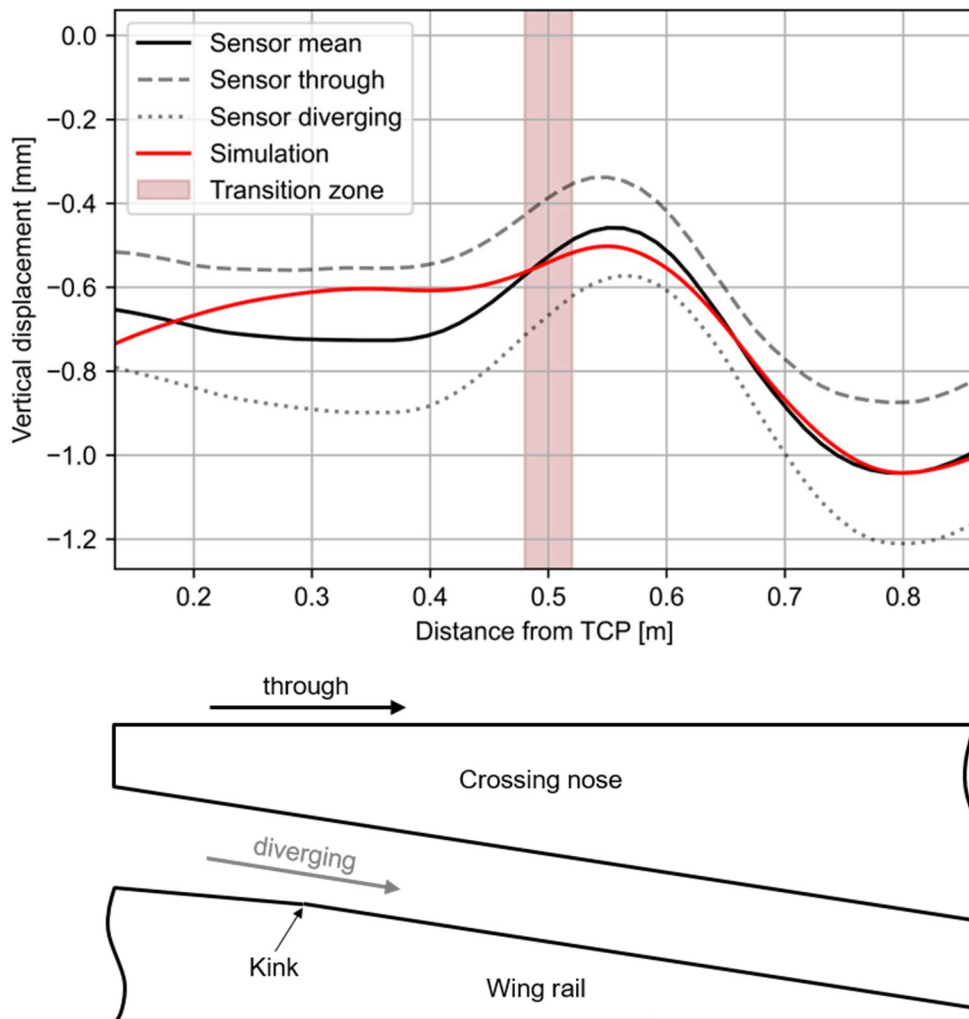 0.0
−0.2
−0.4
−0.6
−0.8
−1.0
−1.2
Vertical displacement [mm]
Sensor mean
Sensor through
Sensor diverging
Simulation
Transition zone
0.2 0.3 0.4 0.5 0.6 0.7 0.8
Distance from TCP [m]
through
Crossing nose
diverging
Kink
Wing rail